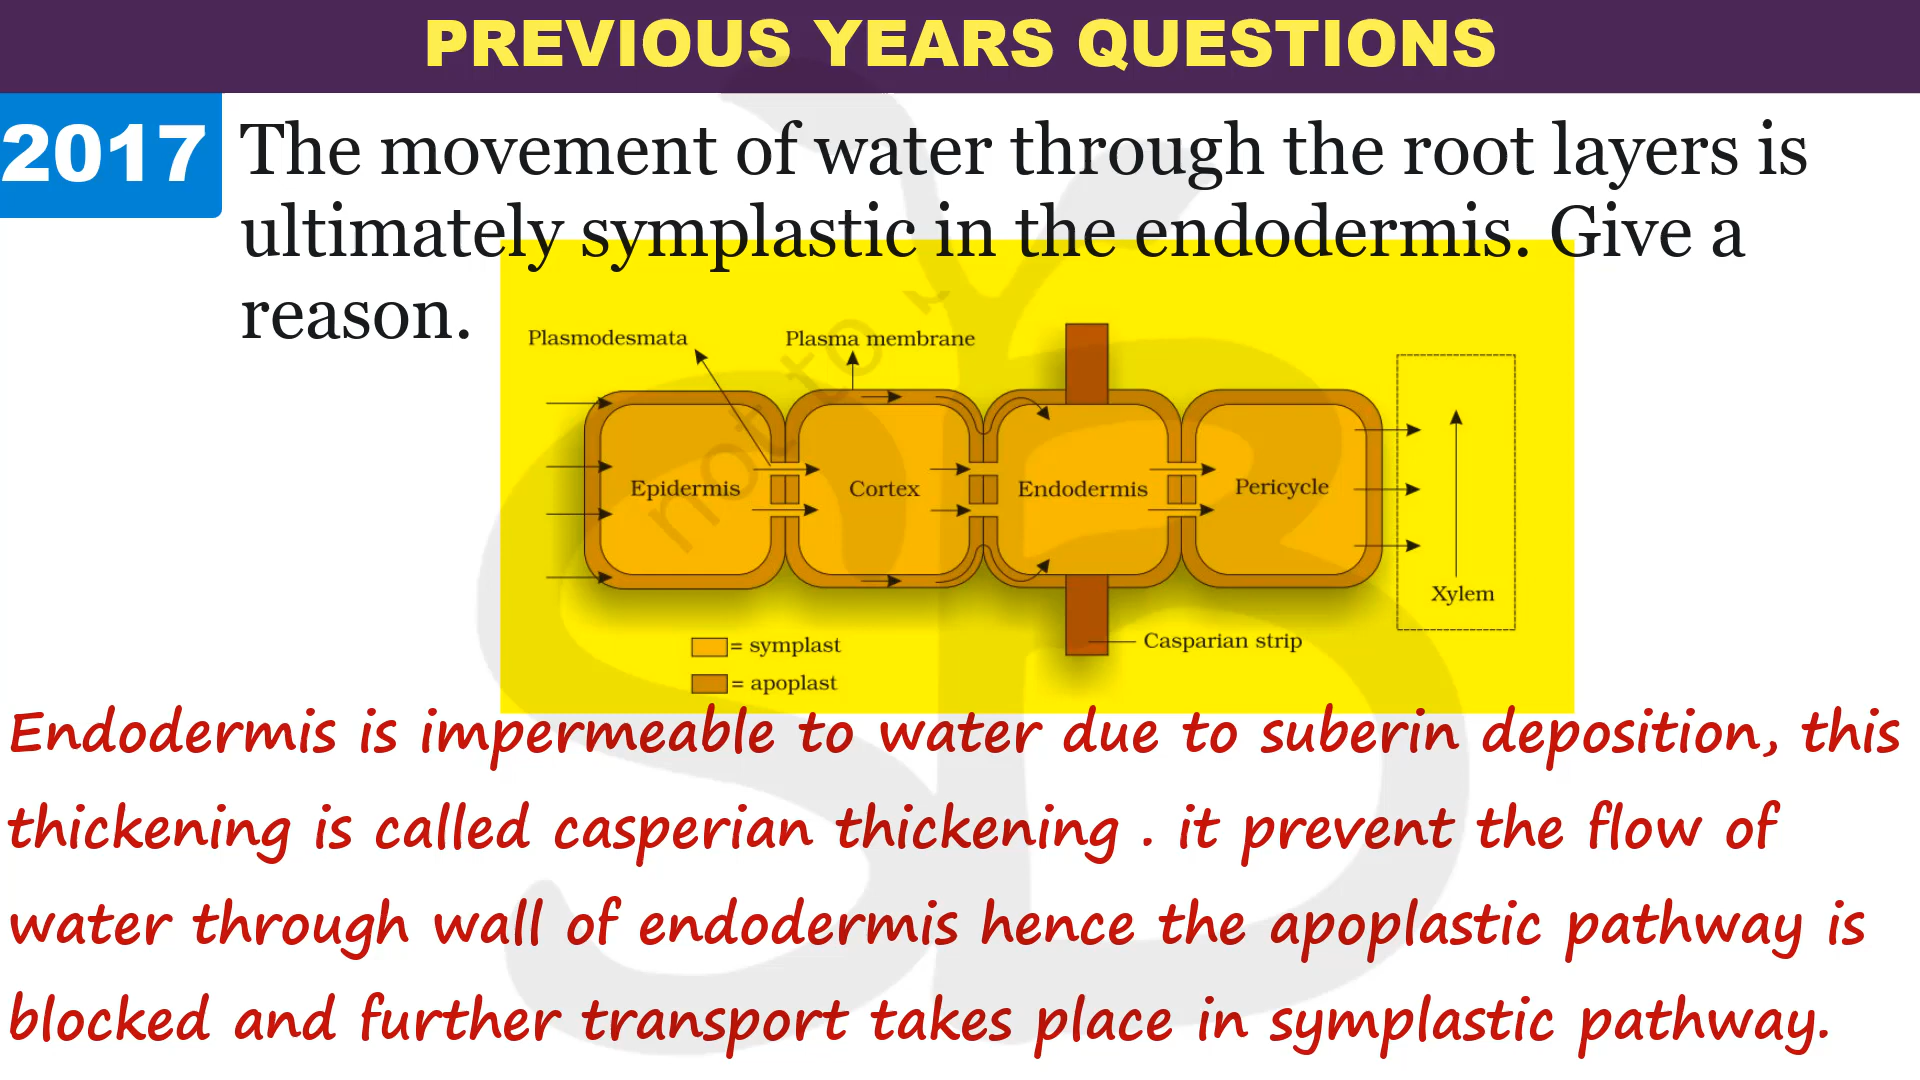 PREVIOUS YEARS QUESTIONS
2017
The movement of water through the root layers is
ultimately symplastic in the endodermis. Give a
reason.
not to
Plasmodesmata
Plasma membrane
Epidermis
Cortex
Endodermis
Pericycle
Xylem
Casparian strip
= symplast
= apoplast
Endodermis is impermeable to water due to suberin deposition, this
thickening is called casperian thickening . it prevent the flow of
water through wall of endodermis hence the apoplastic pathway is
blocked and further transport takes place in symplastic pathway.